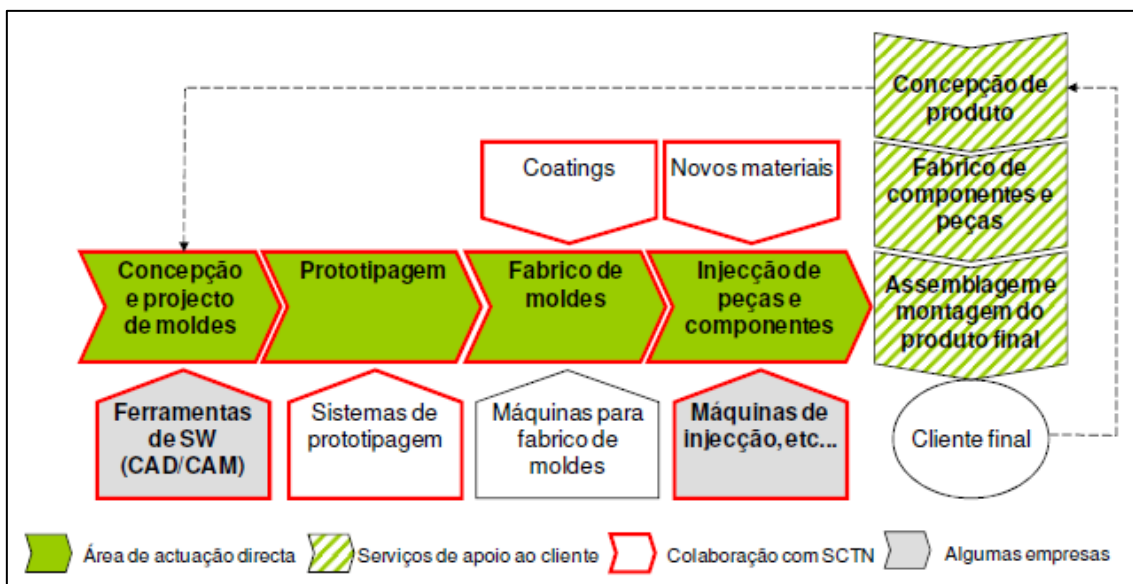 Concepção de
produto
Coatings
Novos materiais
Fabrico de
componentes e
peças
Concepção
e projecto
de moldes
Prototipagem
Fabrico de
moldes
Injecção de
peças e
componentes
Assemblagem e
montagem do
produto final
Ferramentas
de SW
(CAD/CAM)
Sistemas de
prototipagem
Máquinas para
fabrico de
moldes
Máquinas de
injecção, etc...
Cliente final
Área de actuação directa
Serviços de apoio ao cliente
Colaboração com SCTN
Algumas empresas